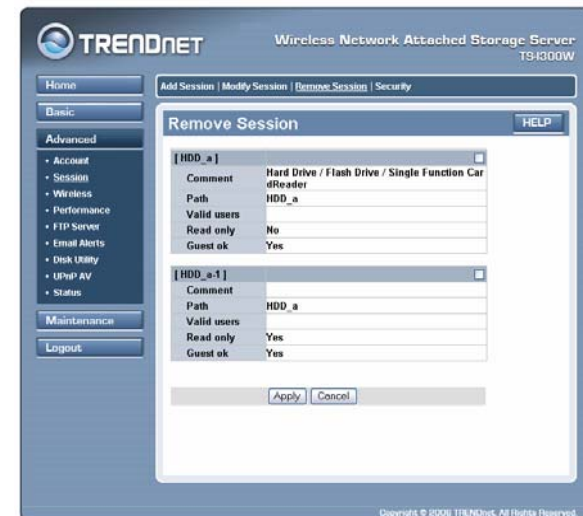 TRENDNET
Wireless Network Attached Storage Server
TS-I300W
Home
Basic
Advanced
• Account
• Session
• Wireless
• Performance
• FTP Server
• Email Alerts
• Disk Utility
• UPnP AV
• Status
Maintenance
Logout
Add Session | Modify Session | Remove Session | Security
Remove Session
HELP
[ HDD_a ]
Comment Hard Drive / Flash Drive / Single Function Car
dReader
Path HDD_a
Valid users
Read only No
Guest ok Yes
[ HDD_a-1 ]
Comment
Path HDD_a
Valid users
Read only Yes
Guest ok Yes
Apply Cancel
Copyright © 2006 TRENDnet. All Rights Reserved.